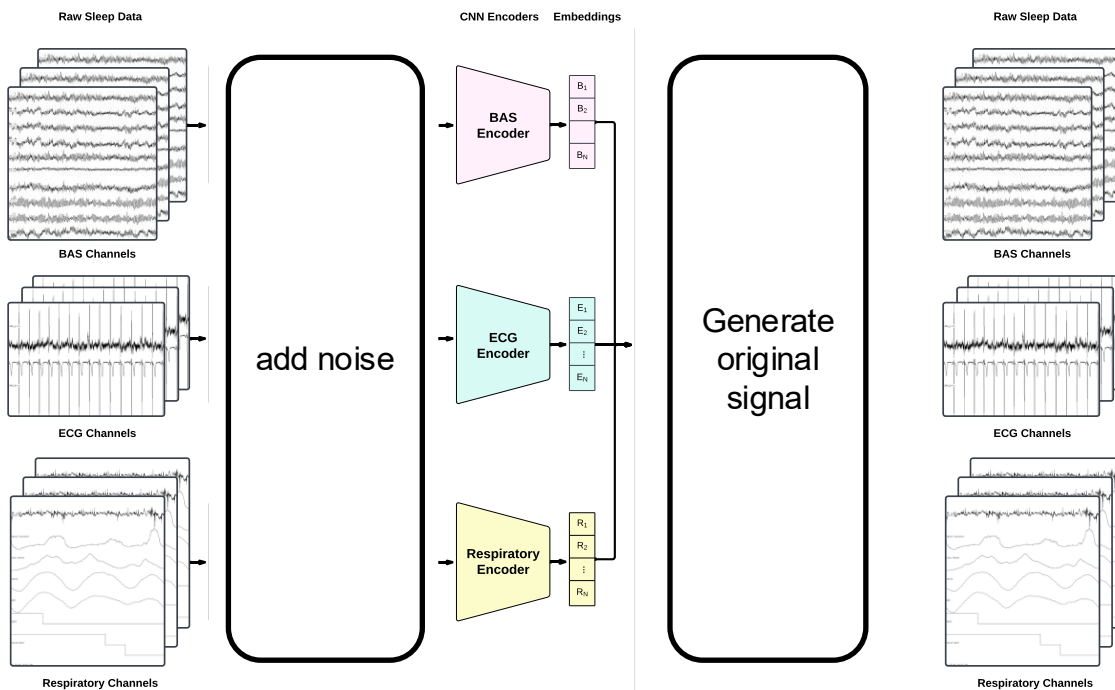 Raw Sleep Data
CNN Encoders
Embeddings
Raw Sleep Data
BAS
Encoder
B1
B2
BN
BAS Channels
BAS Channels
add noise
ECG
Encoder
E1
E2
⋮
EN
Generate
original
signal
ECG Channels
ECG Channels
Respiratory
Encoder
R1
R2
⋮
RN
Respiratory Channels
Respiratory Channels